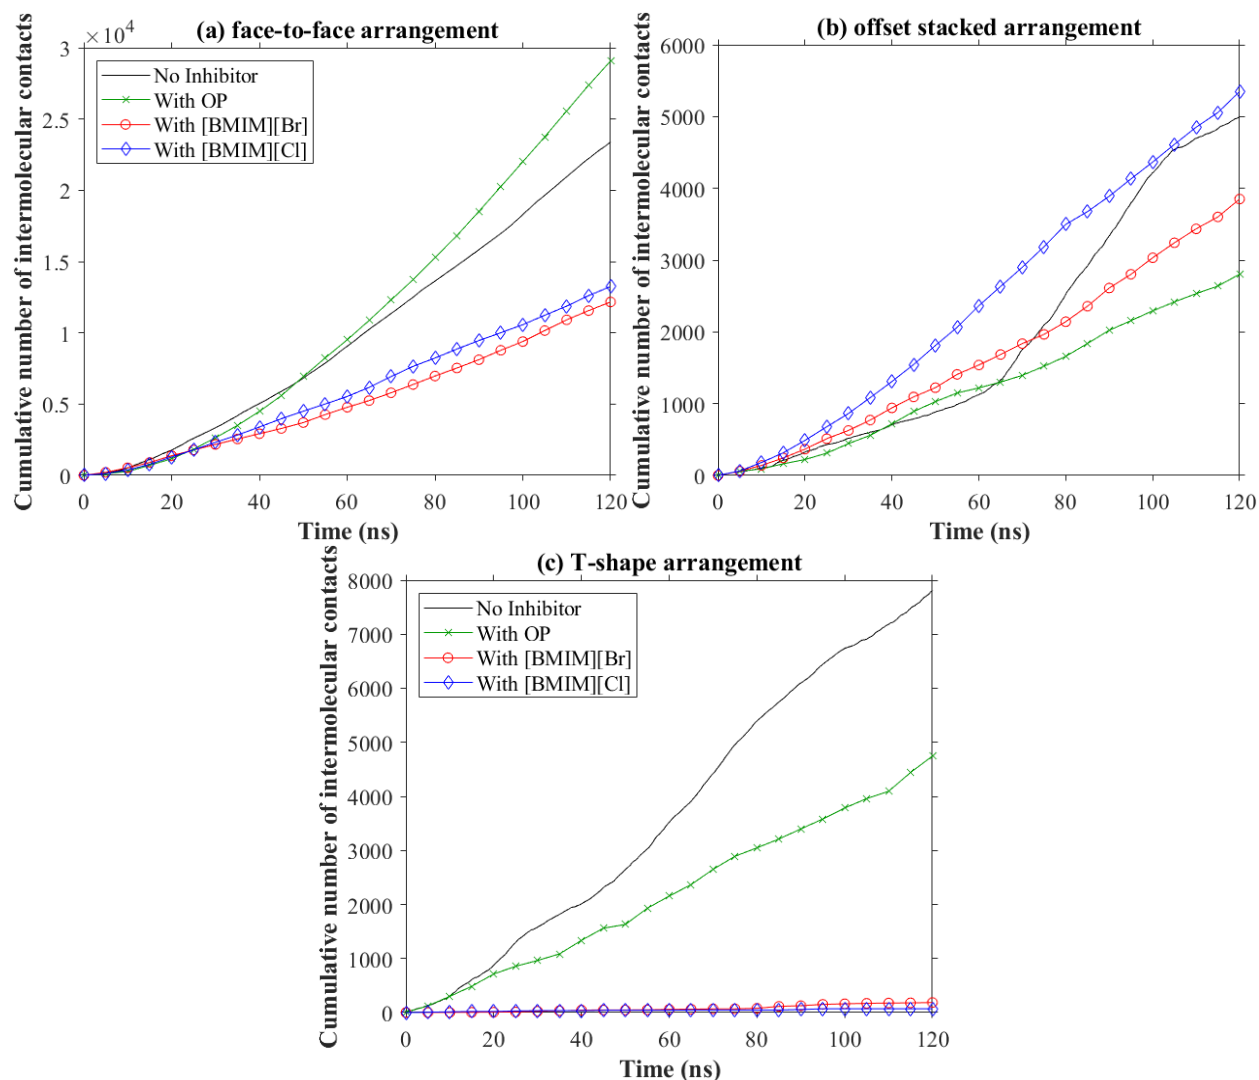 (a) face-to-face arrangement
×10⁴
Cumulative number of intermolecular contacts
3
2.5
2
1.5
1
0.5
0
No Inhibitor
With OP
With [BMIM][Br]
With [BMIM][Cl]
0 20 40 60 80 100 120
Time (ns)
(b) offset stacked arrangement
Cumulative number of intermolecular contacts
6000
5000
4000
3000
2000
1000
0
0 20 40 60 80 100 120
Time (ns)
(c) T-shape arrangement
Cumulative number of intermolecular contacts
8000
7000
6000
5000
4000
3000
2000
1000
0
No Inhibitor
With OP
With [BMIM][Br]
With [BMIM][Cl]
0 20 40 60 80 100 120
Time (ns)